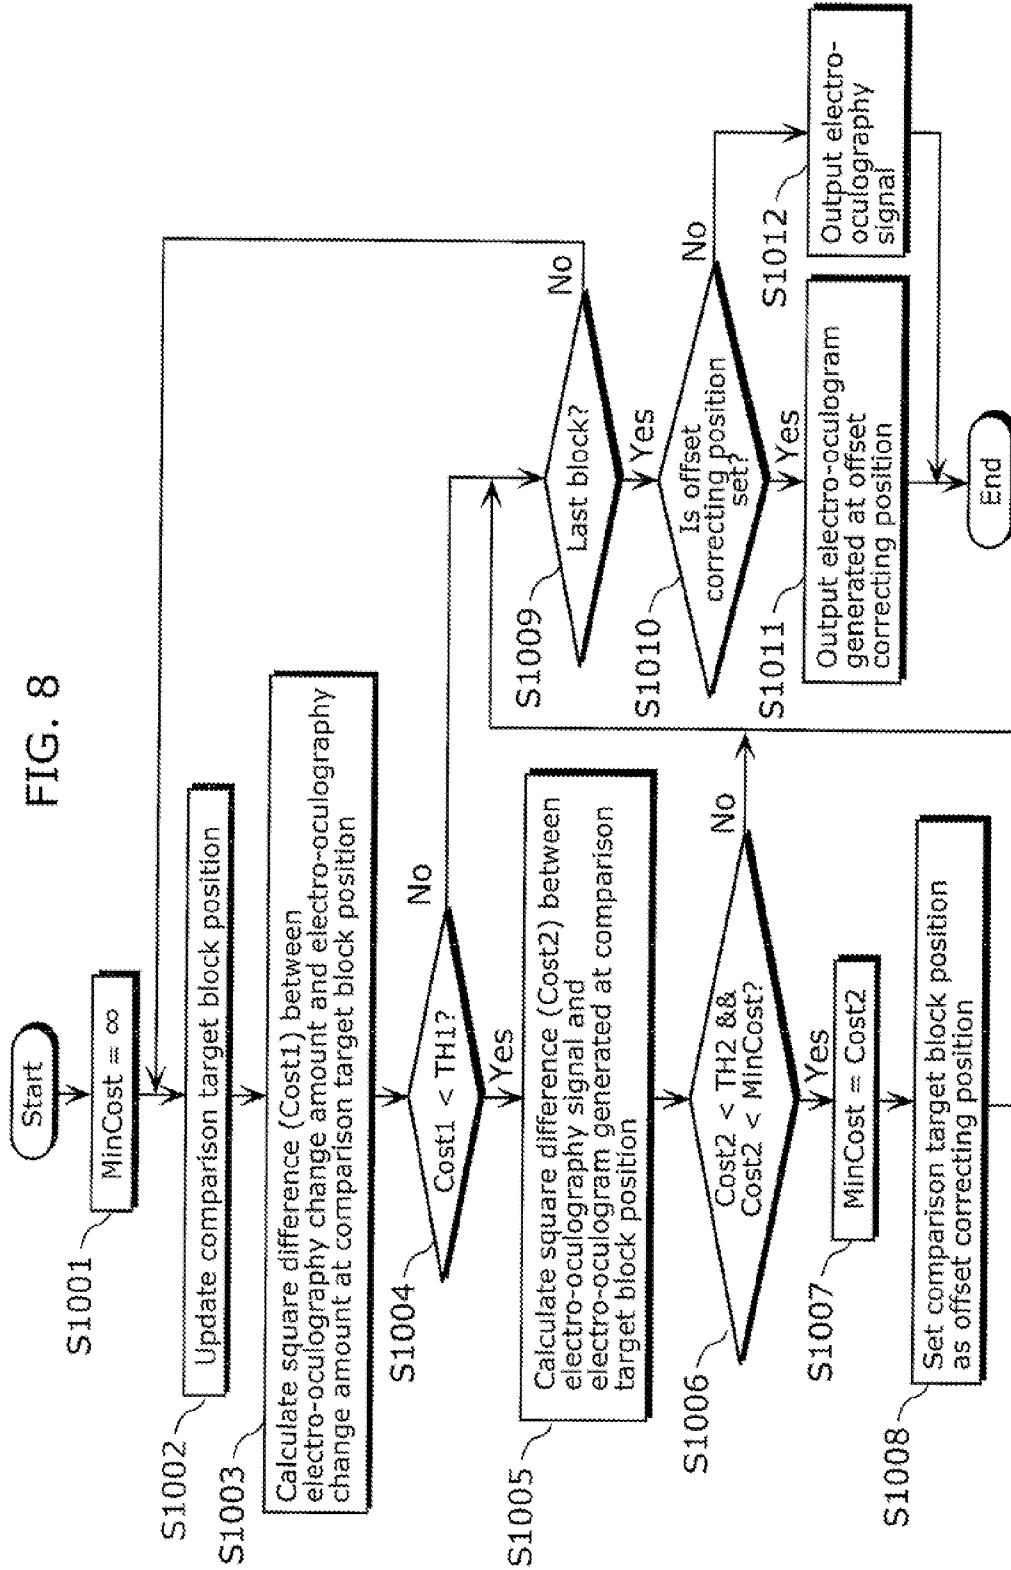 FIG. 8
Start
S1001
MinCost = ∞
S1002
Update comparison target block position
S1003
Calculate square difference (Cost1) between
electro-oculography change amount and electro-oculography
change amount at comparison target block position
S1004
Cost1 < TH1?
No
Yes
S1005
Calculate square difference (Cost2) between
electro-oculography signal and
electro-oculogram generated at comparison
target block position
S1006
Cost2 < TH2 &&
Cost2 < MinCost?
No
Yes
S1007
MinCost = Cost2
S1008
Set comparison target block position
as offset correcting position
S1009
Last block?
No
Yes
S1010
Is offset
correcting position
set?
No
Yes
S1011
Output electro-oculogram
generated at offset
correcting position
S1012
Output electro-
oculography
signal
End